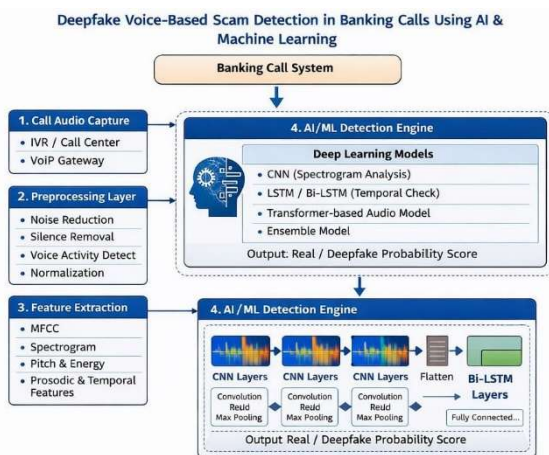 Deepfake Voice-Based Scam Detection in Banking Calls Using AI &
Machine Learning
Banking Call System
1. Call Audio Capture
• IVR / Call Center
• VoiP Gateway
2. Preprocessing Layer
• Noise Reduction
• Silence Removal
• Voice Activity Detect
• Normalization
3. Feature Extraction
• MFCC
• Spectrogram
• Pitch & Energy
• Prosodic & Temporal
Features
4. AI/ML Detection Engine
Deep Learning Models
• CNN (Spectrogram Analysis)
• LSTM / Bi-LSTM (Temporal Check)
• Transformer-based Audio Model
• Ensemble Model
Output: Real / Deepfake Probability Score
4. AI/ML Detection Engine
CNN Layers CNN Layers CNN Layers Flatten Bi-LSTM
Layers
Convolution Convolution Convolution
Max Pooling Max Pooling Max Pooling
Fully Connected...
Output Real / Deepfake Probability Score